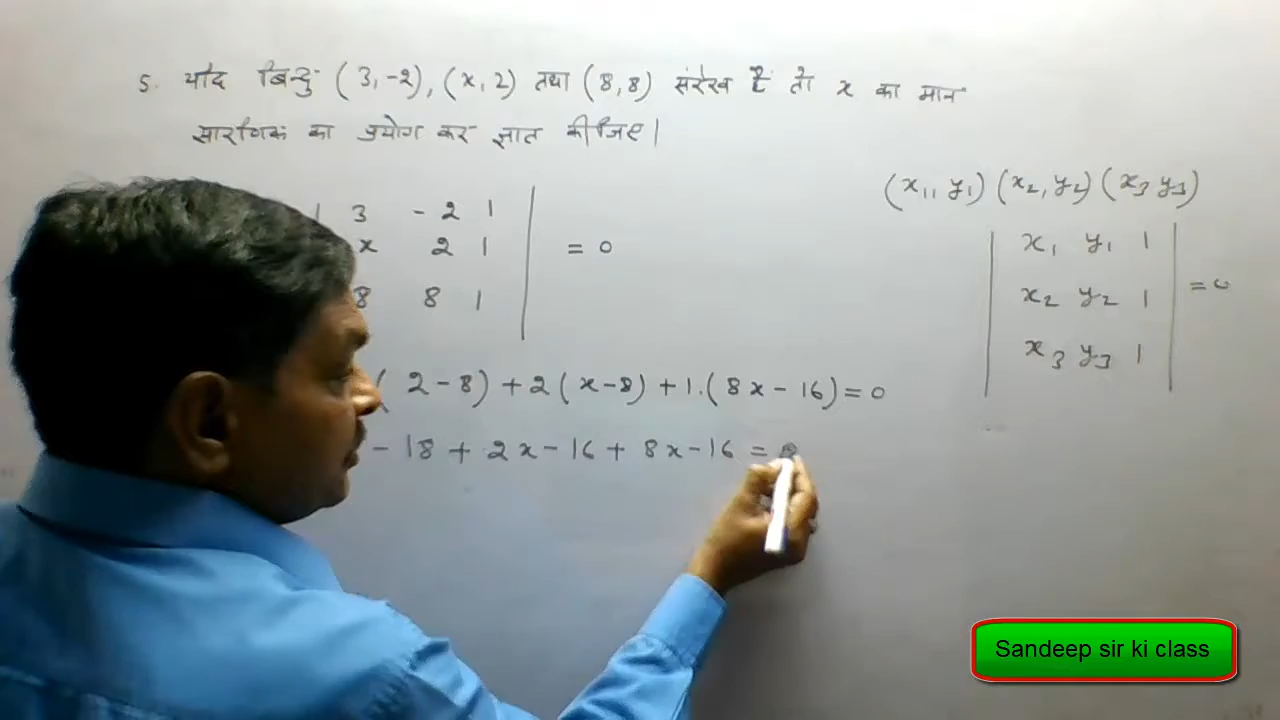 5. यदि बिन्दु (3,-2), (x, 2) तथा (8, 8) संरेख है तो x का मान
सारणिक का प्रयोग कर ज्ञात कीजिए।
(x₁, y₁) (x₂, y₂) (x₃ y₃)
| 3 -2 1 |
x 2 1 | = 0
8 8 1 |
| x₁ y₁ 1 |
| x₂ y₂ 1 | = 0
| x₃ y₃ 1 |
( 2-8) + 2 ( x-8) + 1.(8x - 16) = 0
- 18 + 2x - 16 + 8x - 16 =
Sandeep sir ki class